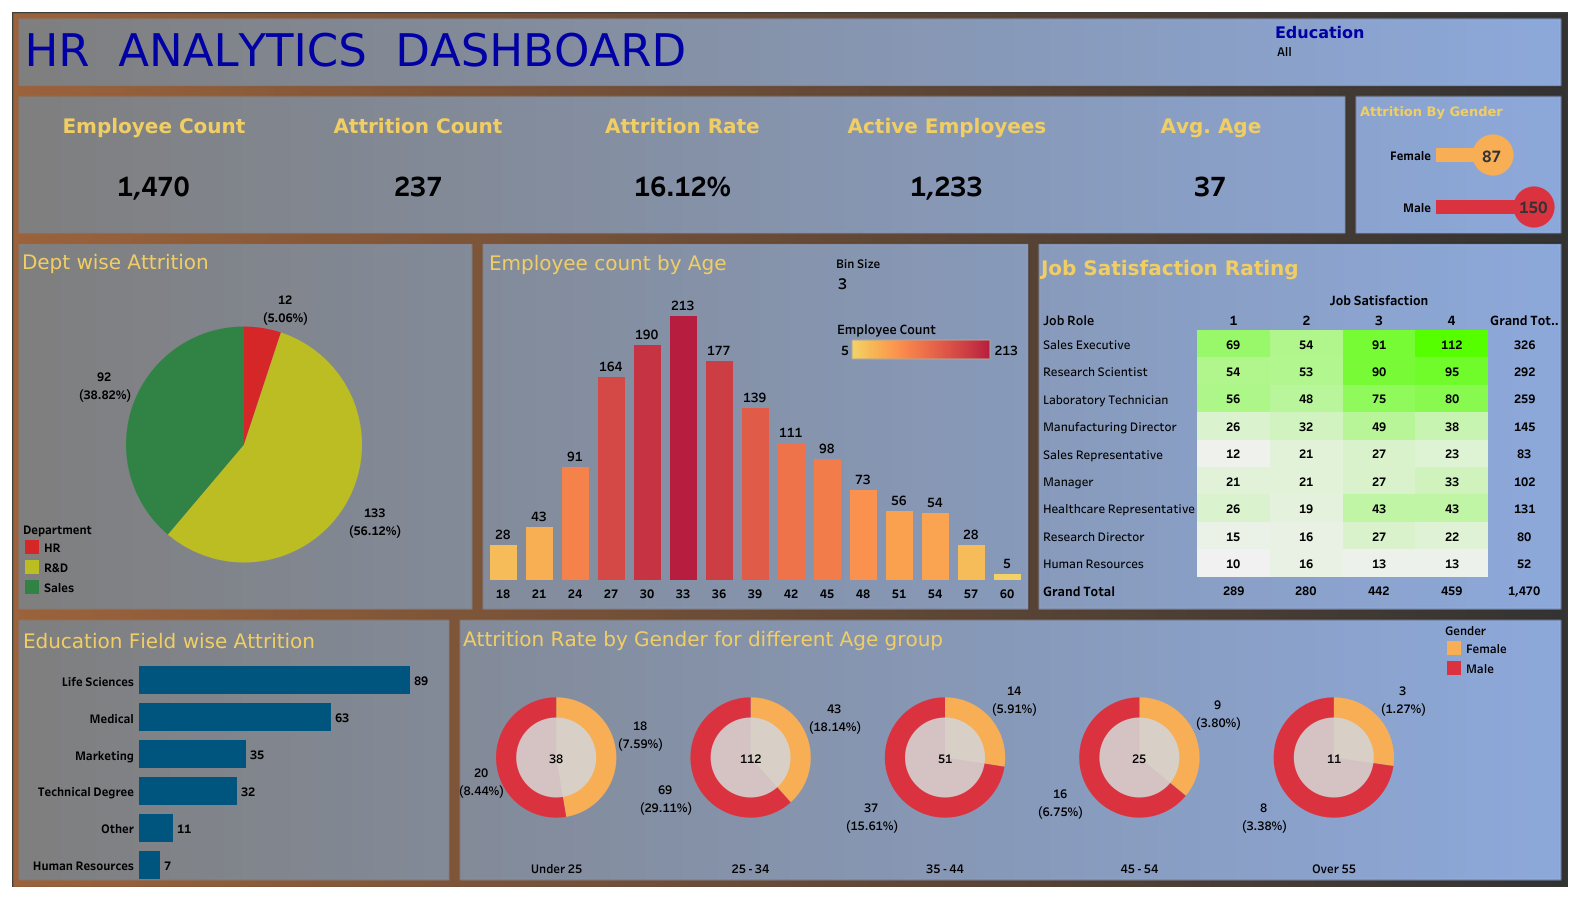 HR ANALYTICS DASHBOARD
Education
All
Employee Count
Attrition Count
Attrition Rate
Active Employees
Avg. Age
1,470
237
16.12%
1,233
37
Attrition By Gender
Female 87
Male 150
Dept wise Attrition
12
(5.06%)
92
(38.82%)
133
(56.12%)
Department
HR
R&D
Sales
Employee count by Age
Bin Size
3
Employee Count
5 213
28 43 91 164 190 213 177 139 111 98 73 56 54 28 5
18 21 24 27 30 33 36 39 42 45 48 51 54 57 60
Job Satisfaction Rating
Job Satisfaction
Job Role 1 2 3 4 Grand Tot..
Sales Executive 69 54 91 112 326
Research Scientist 54 53 90 95 292
Laboratory Technician 56 48 75 80 259
Manufacturing Director 26 32 49 38 145
Sales Representative 12 21 27 23 83
Manager 21 21 27 33 102
Healthcare Representative 26 19 43 43 131
Research Director 15 16 27 22 80
Human Resources 10 16 13 13 52
Grand Total 289 280 442 459 1,470
Education Field wise Attrition
Life Sciences 89
Medical 63
Marketing 35
Technical Degree 32
Other 11
Human Resources 7
Attrition Rate by Gender for different Age group
Gender
Female
Male
18
(7.59%)
38
20
(8.44%)
Under 25
43
(18.14%)
112
69
(29.11%)
25 - 34
14
(5.91%)
51
37
(15.61%)
35 - 44
9
(3.80%)
25
16
(6.75%)
45 - 54
3
(1.27%)
11
8
(3.38%)
Over 55